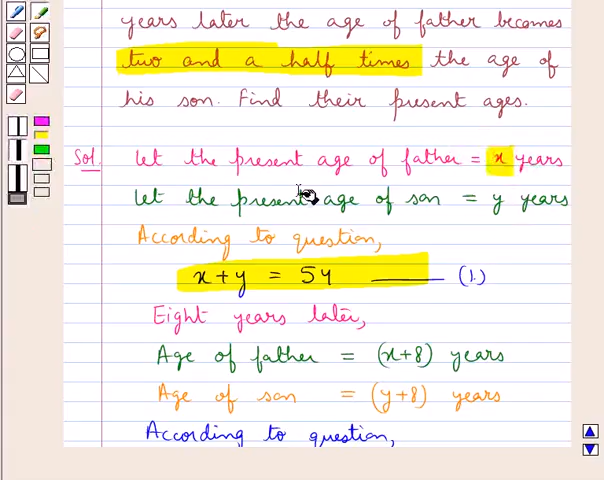 years later the age of father becomes
two and a half times the age of
his son. Find their present ages.
Sol. Let the present age of father = x years
Let the present age of son = y years
According to question,
x+y = 54 ——— (1.)
Eight years later,
Age of father = (x+8) years
Age of son = (y+8) years
According to question,